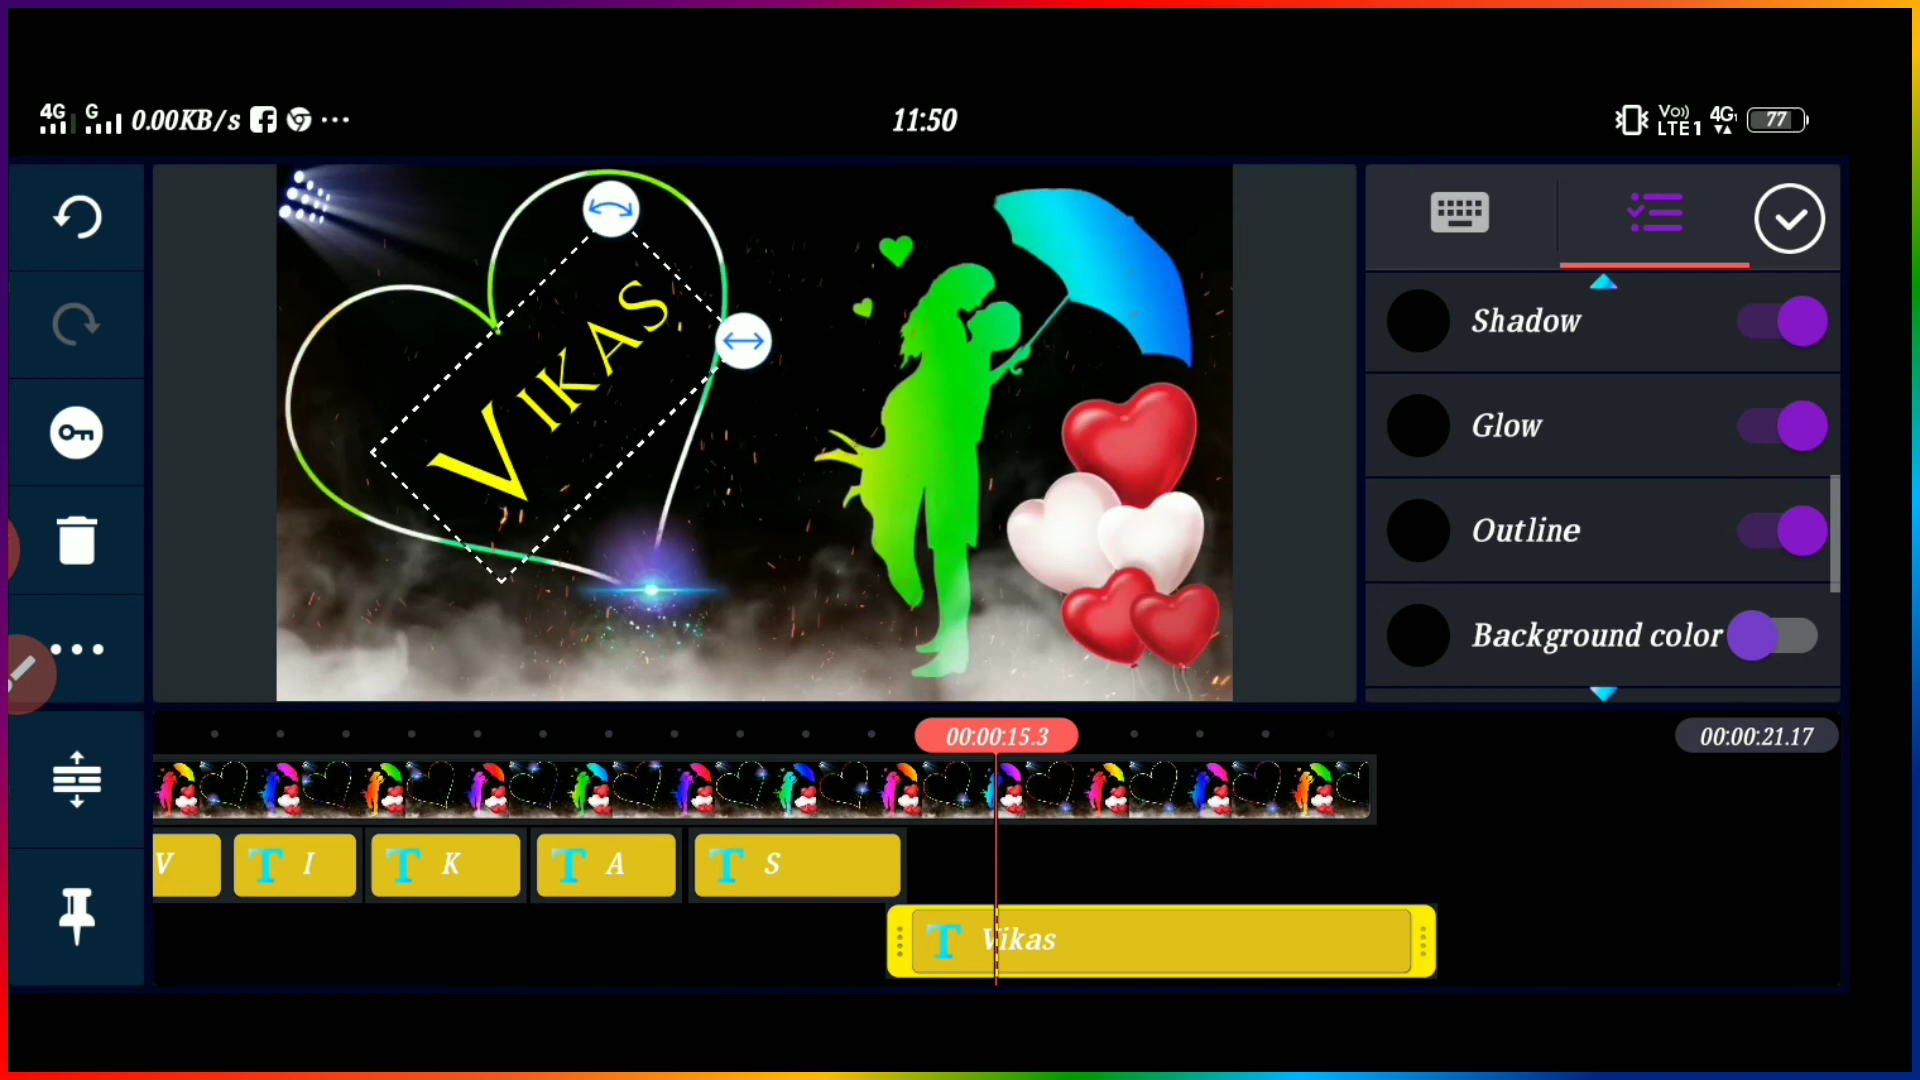 4G G 0.00KB/s ... 11:50 Vo)) LTE1 4G 77
VIKAS
Shadow
Glow
Outline
Background color
00:00:15.3 00:00:21.17
V T I T K T A T S
T Vikas